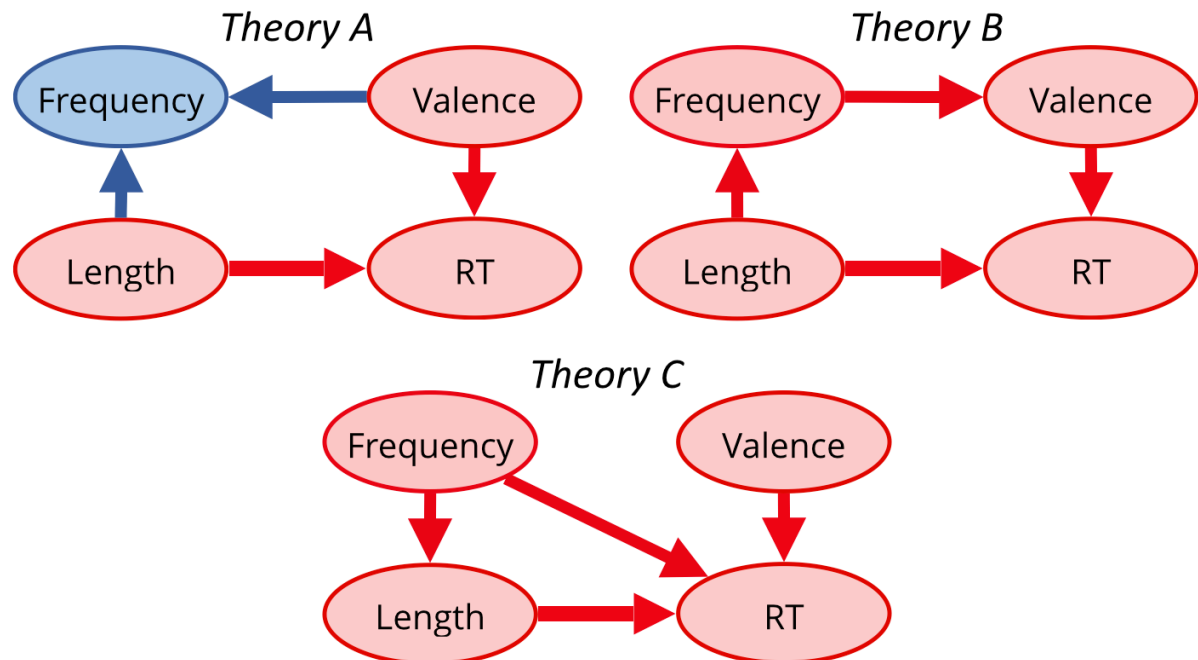 Theory A
Frequency
Valence
Length
RT
Theory B
Frequency
Valence
Length
RT
Theory C
Frequency
Valence
Length
RT